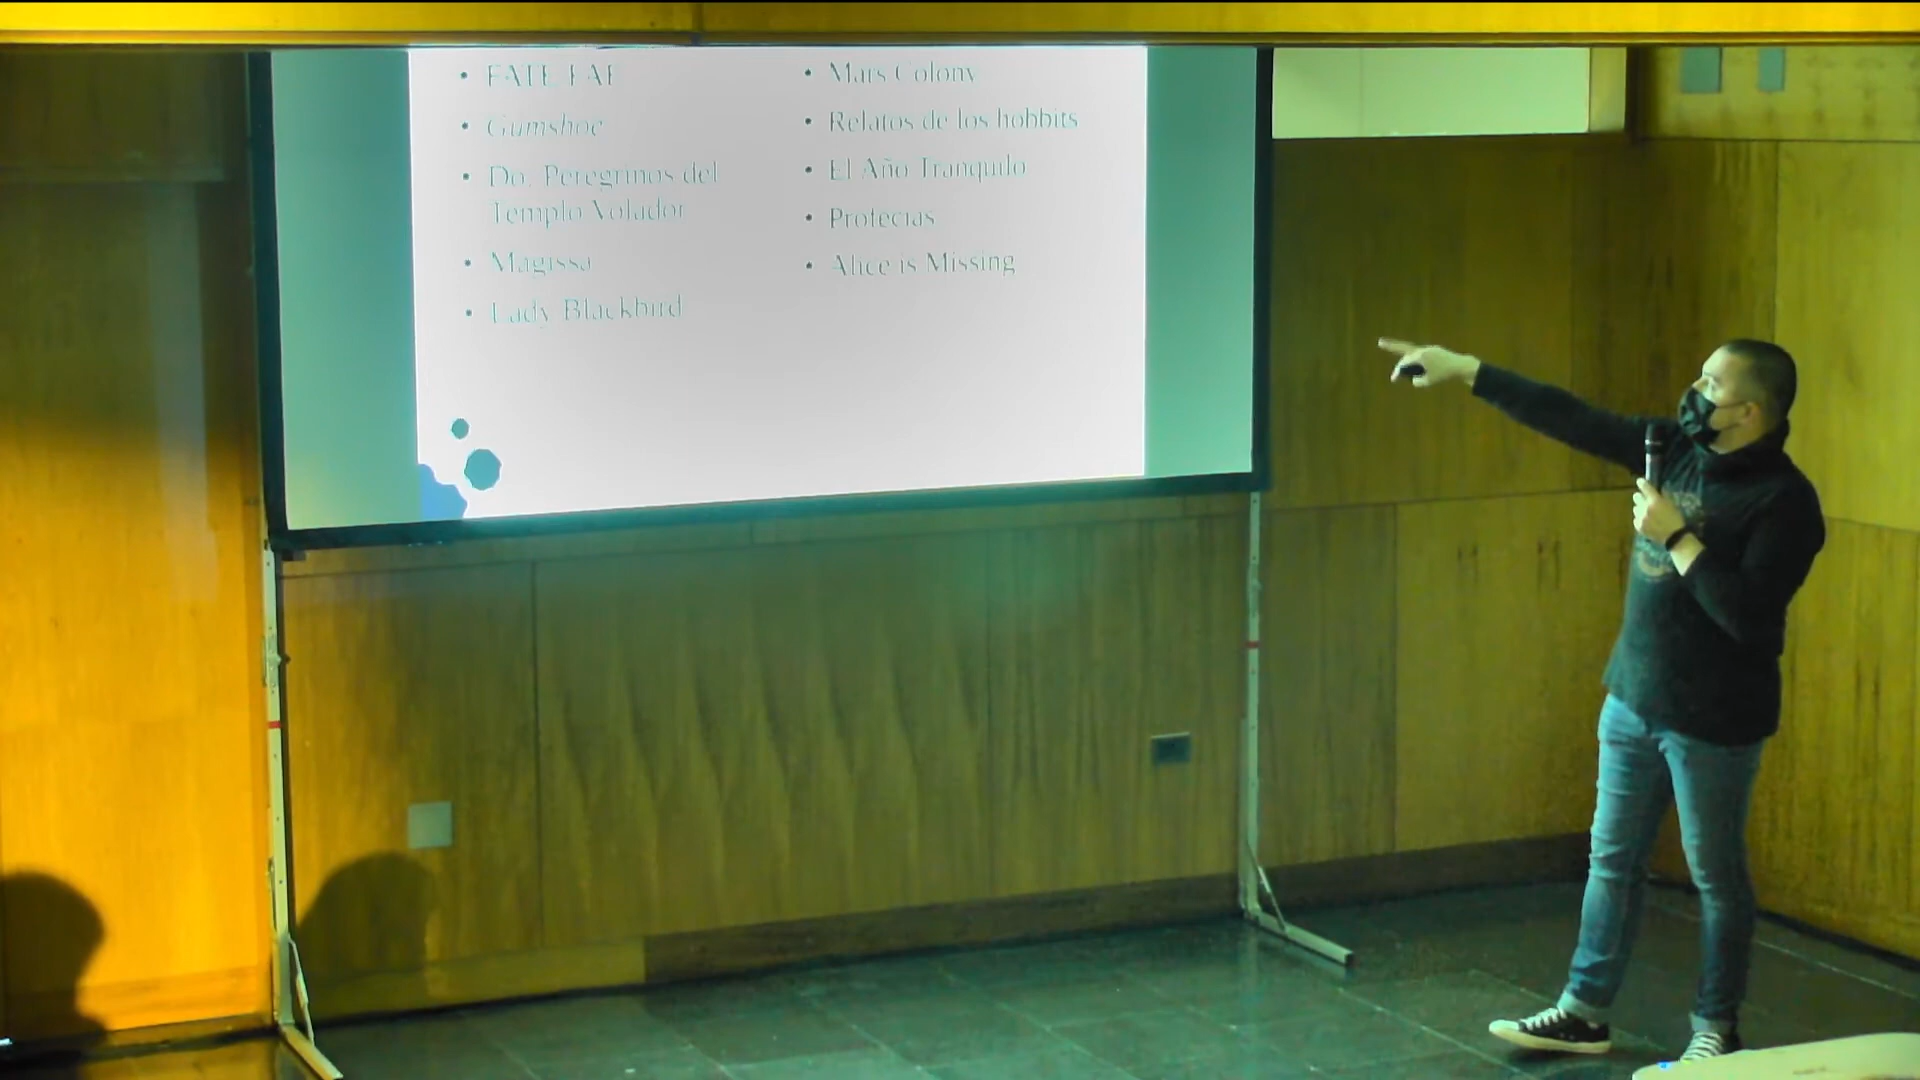 • FATE FAE
• Gumshoe
• Do: Peregrinos del
Templo Volador
• Magissa
• Lady Blackbird
• Mars Colony
• Relatos de los hobbits
• El Año Tranquilo
• Profecías
• Alice is Missing